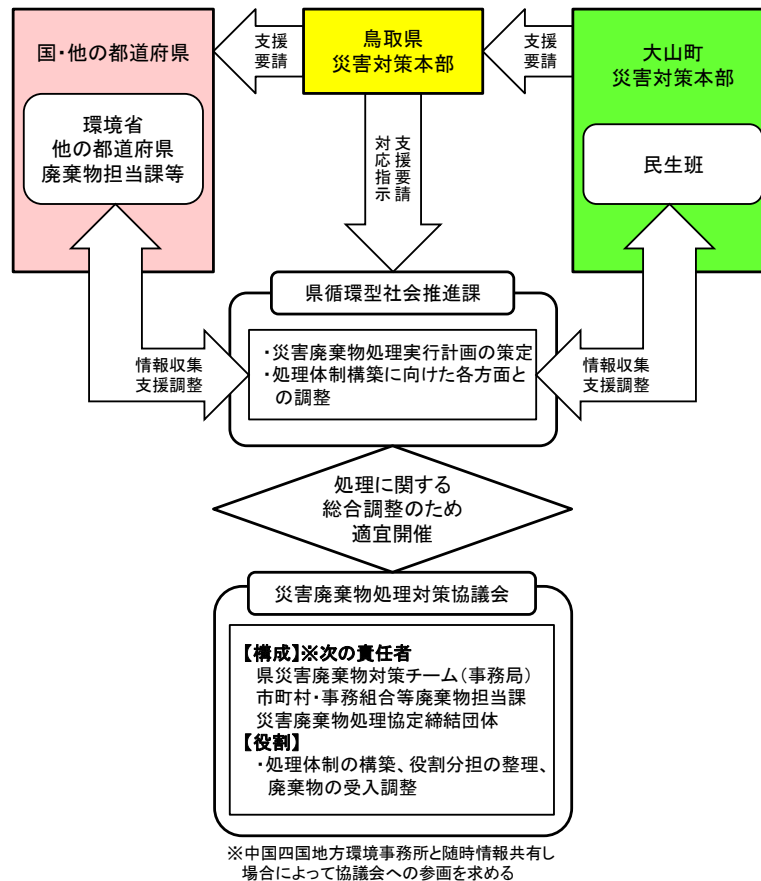 国・他の都道府県
環境省
他の都道府県
廃棄物担当課等
支援
要請
鳥取県
災害対策本部
支援
要請
大山町
災害対策本部
民生班
支援要請
対応指示
県循環型社会推進課
・災害廃棄物処理実行計画の策定
・処理体制構築に向けた各方面と
の調整
情報収集
支援調整
情報収集
支援調整
処理に関する
総合調整のため
適宜開催
災害廃棄物処理対策協議会
【構成】※次の責任者
県災害廃棄物対策チーム（事務局）
市町村・事務組合等廃棄物担当課
災害廃棄物処理協定締結団体
【役割】
・処理体制の構築、役割分担の整理、
廃棄物の受入調整
※中国四国地方環境事務所と随時情報共有し
場合によって協議会への参画を求める